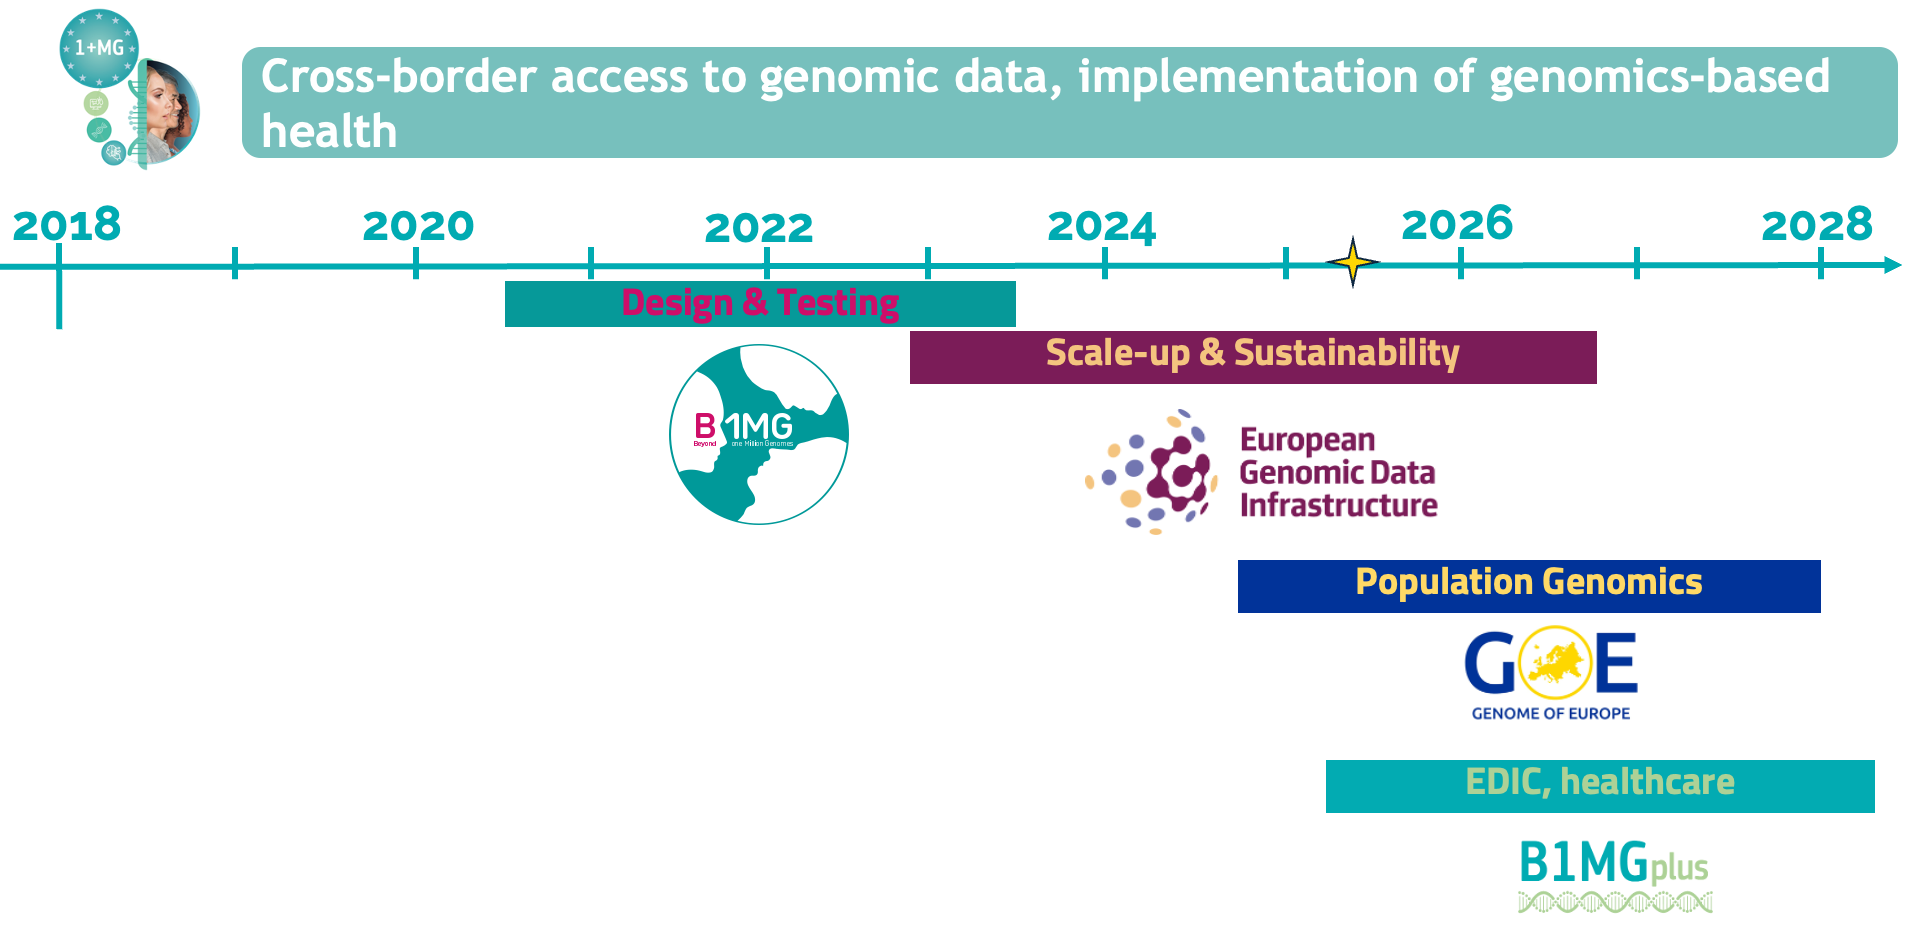 1+MG
Cross-border access to genomic data, implementation of genomics-based
health
2018
2020
2022
2024
2026
2028
Design & Testing
Scale-up & Sustainability
B1MG
Beyond one Million Genomes
European
Genomic Data
Infrastructure
Population Genomics
GOE
GENOME OF EUROPE
EDIC, healthcare
B1MGplus